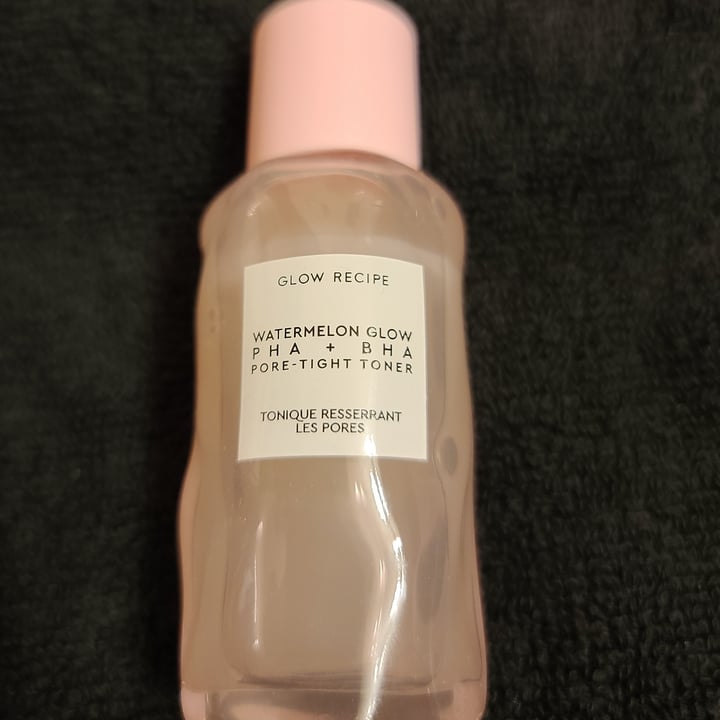 GLOW RECIPE
WATERMELON GLOW
PHA + BHA
PORE-TIGHT TONER
TONIQUE RESSERRANT
LES PORES